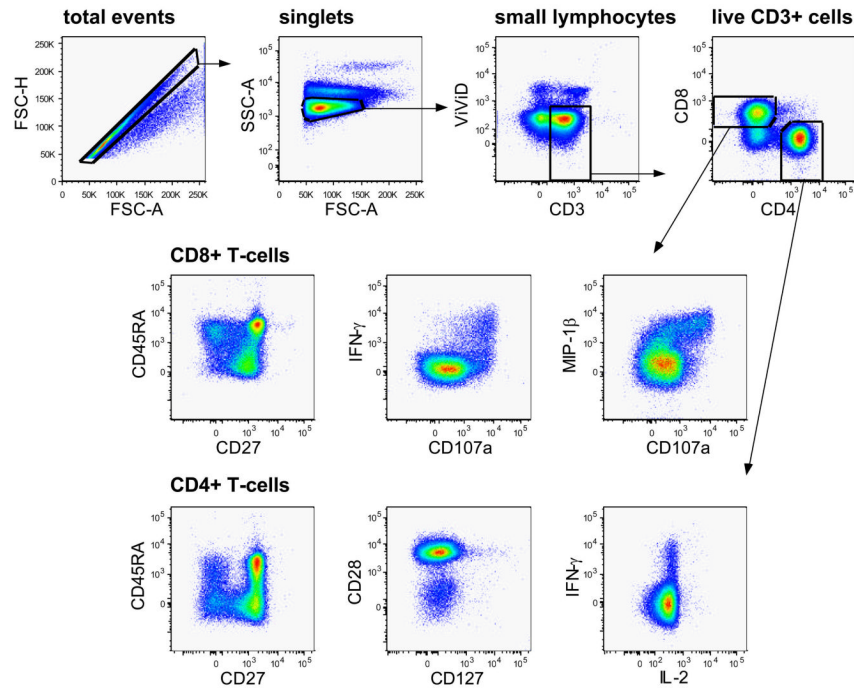 total events
singlets
small lymphocytes
live CD3+ cells
FSC-H
250K
200K
150K
100K
50K
0
0 50K 100K 150K 200K 250K
FSC-A
SSC-A
10^5
10^4
10^3
10^2
0
0 50K 100K 150K 200K 250K
FSC-A
ViViD
10^5
10^4
10^3
10^2
0
0 10^3 10^4 10^5
CD3
CD8
10^5
10^4
10^3
10^2
0
0 10^3 10^4 10^5
CD4
CD8+ T-cells
CD45RA
10^5
10^4
10^3
0
0 10^3 10^4 10^5
CD27
IFN-γ
10^5
10^4
10^3
0
0 10^3 10^4 10^5
CD107a
MIP-1β
10^5
10^4
10^3
0
0 10^3 10^4 10^5
CD107a
CD4+ T-cells
CD45RA
10^5
10^4
10^3
0
0 10^3 10^4 10^5
CD27
CD28
10^5
10^4
10^3
0
0 10^3 10^4 10^5
CD127
IFN-γ
10^5
10^4
10^3
0
0 10^2 10^3 10^4 10^5
IL-2